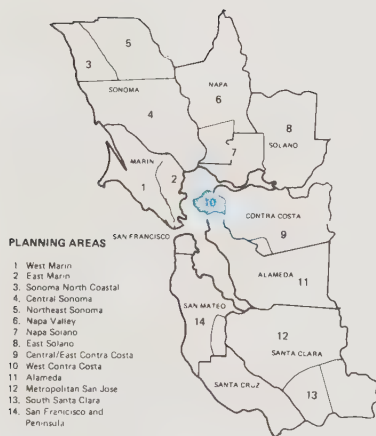 5
3
NAPA
SONOMA
6
4
8
7
SOLANO
MARIN
2
1
10
CONTRA COSTA
SAN FRANCISCO
9
PLANNING AREAS
ALAMEDA
11
1 West Marin
2 East Marin
3. Sonoma North Coastal
4. Central Sonoma
5. Northeast Sonoma
6. Napa Valley
7 Napa Solano
8, East Solano
9 Central/East Contra Costa
10 West Contra Costa
11 Alameda
12 Metropolitan San Jose
13. South Santa Clara
14. San Francisco and
Peninsula
SAN MATEO
14
12
SANTA CLARA
SANTA CRUZ
13